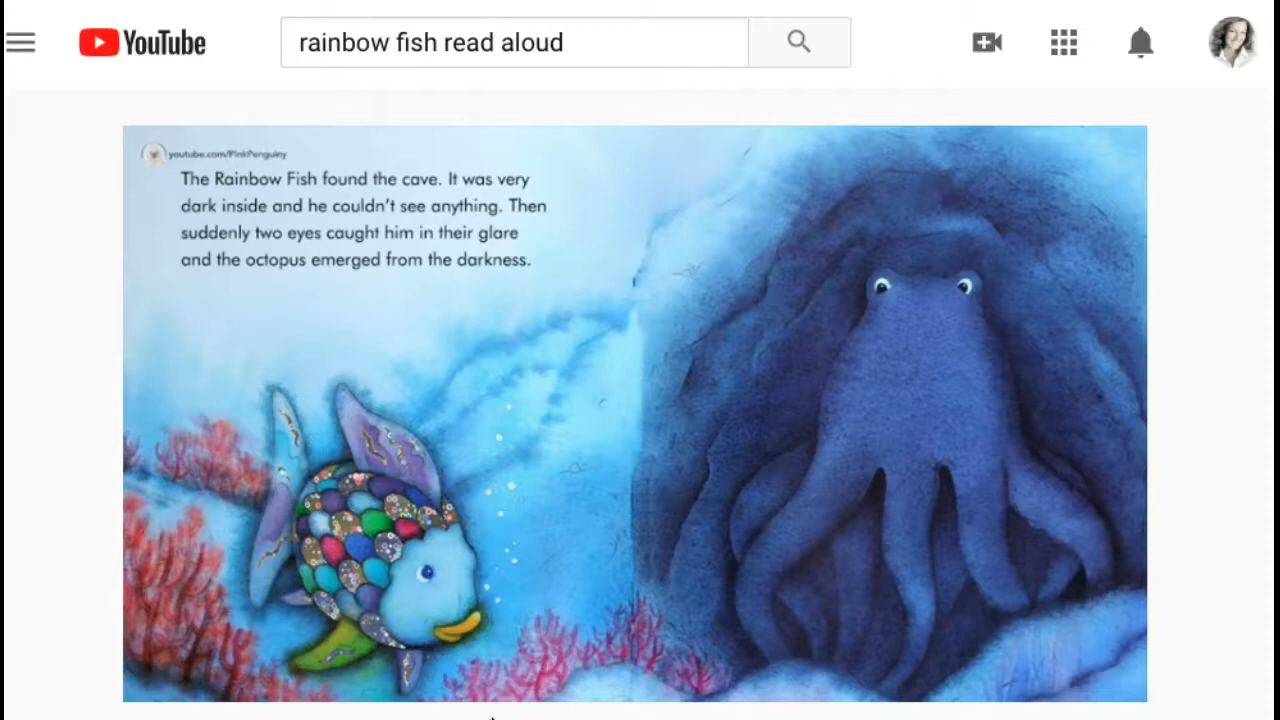 YouTube
rainbow fish read aloud
youtube.com/PinkPenguiny
The Rainbow Fish found the cave. It was very
dark inside and he couldn't see anything. Then
suddenly two eyes caught him in their glare
and the octopus emerged from the darkness.